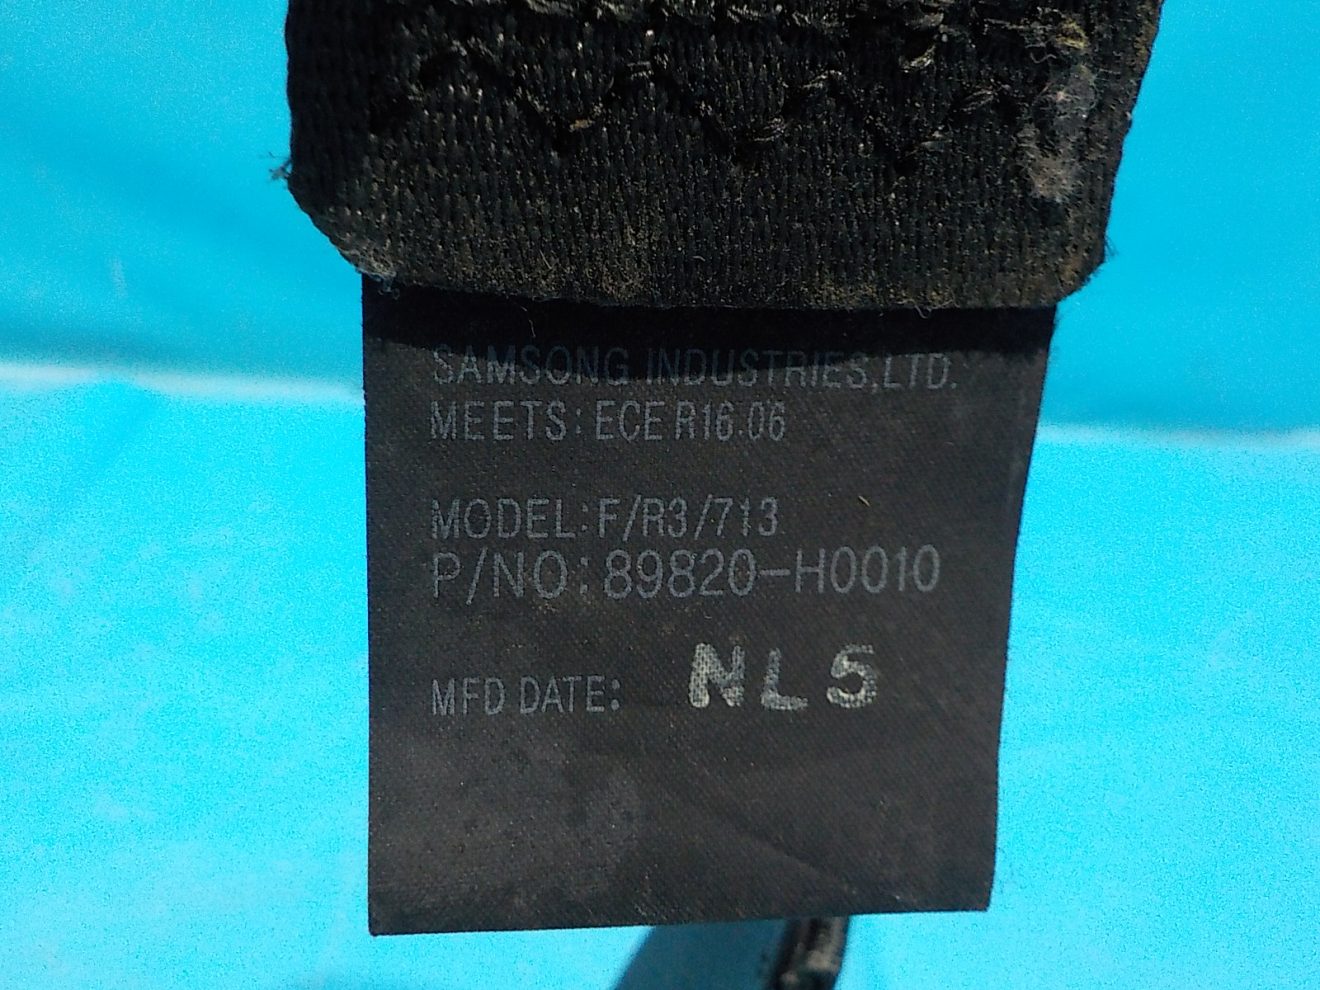 SAMSONG INDUSTRIES,LTD.
MEETS: ECE R16.06
MODEL: F/R3/713
P/NO: 89820-H0010
MFD DATE: NL5